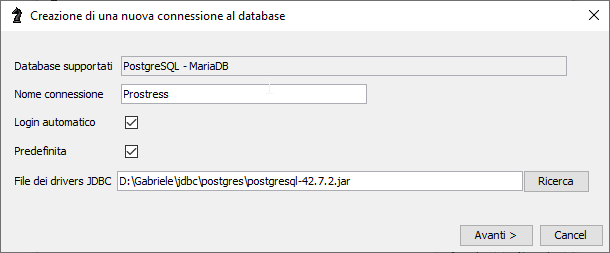 Creazione di una nuova connessione al database
Database supportati PostgreSQL - MariaDB
Nome connessione Prostress
Login automatico
Predefinita
File dei drivers JDBC D:\Gabriele\jdbc\postgres\postgresql-42.7.2.jar Ricerca
Avanti > Cancel